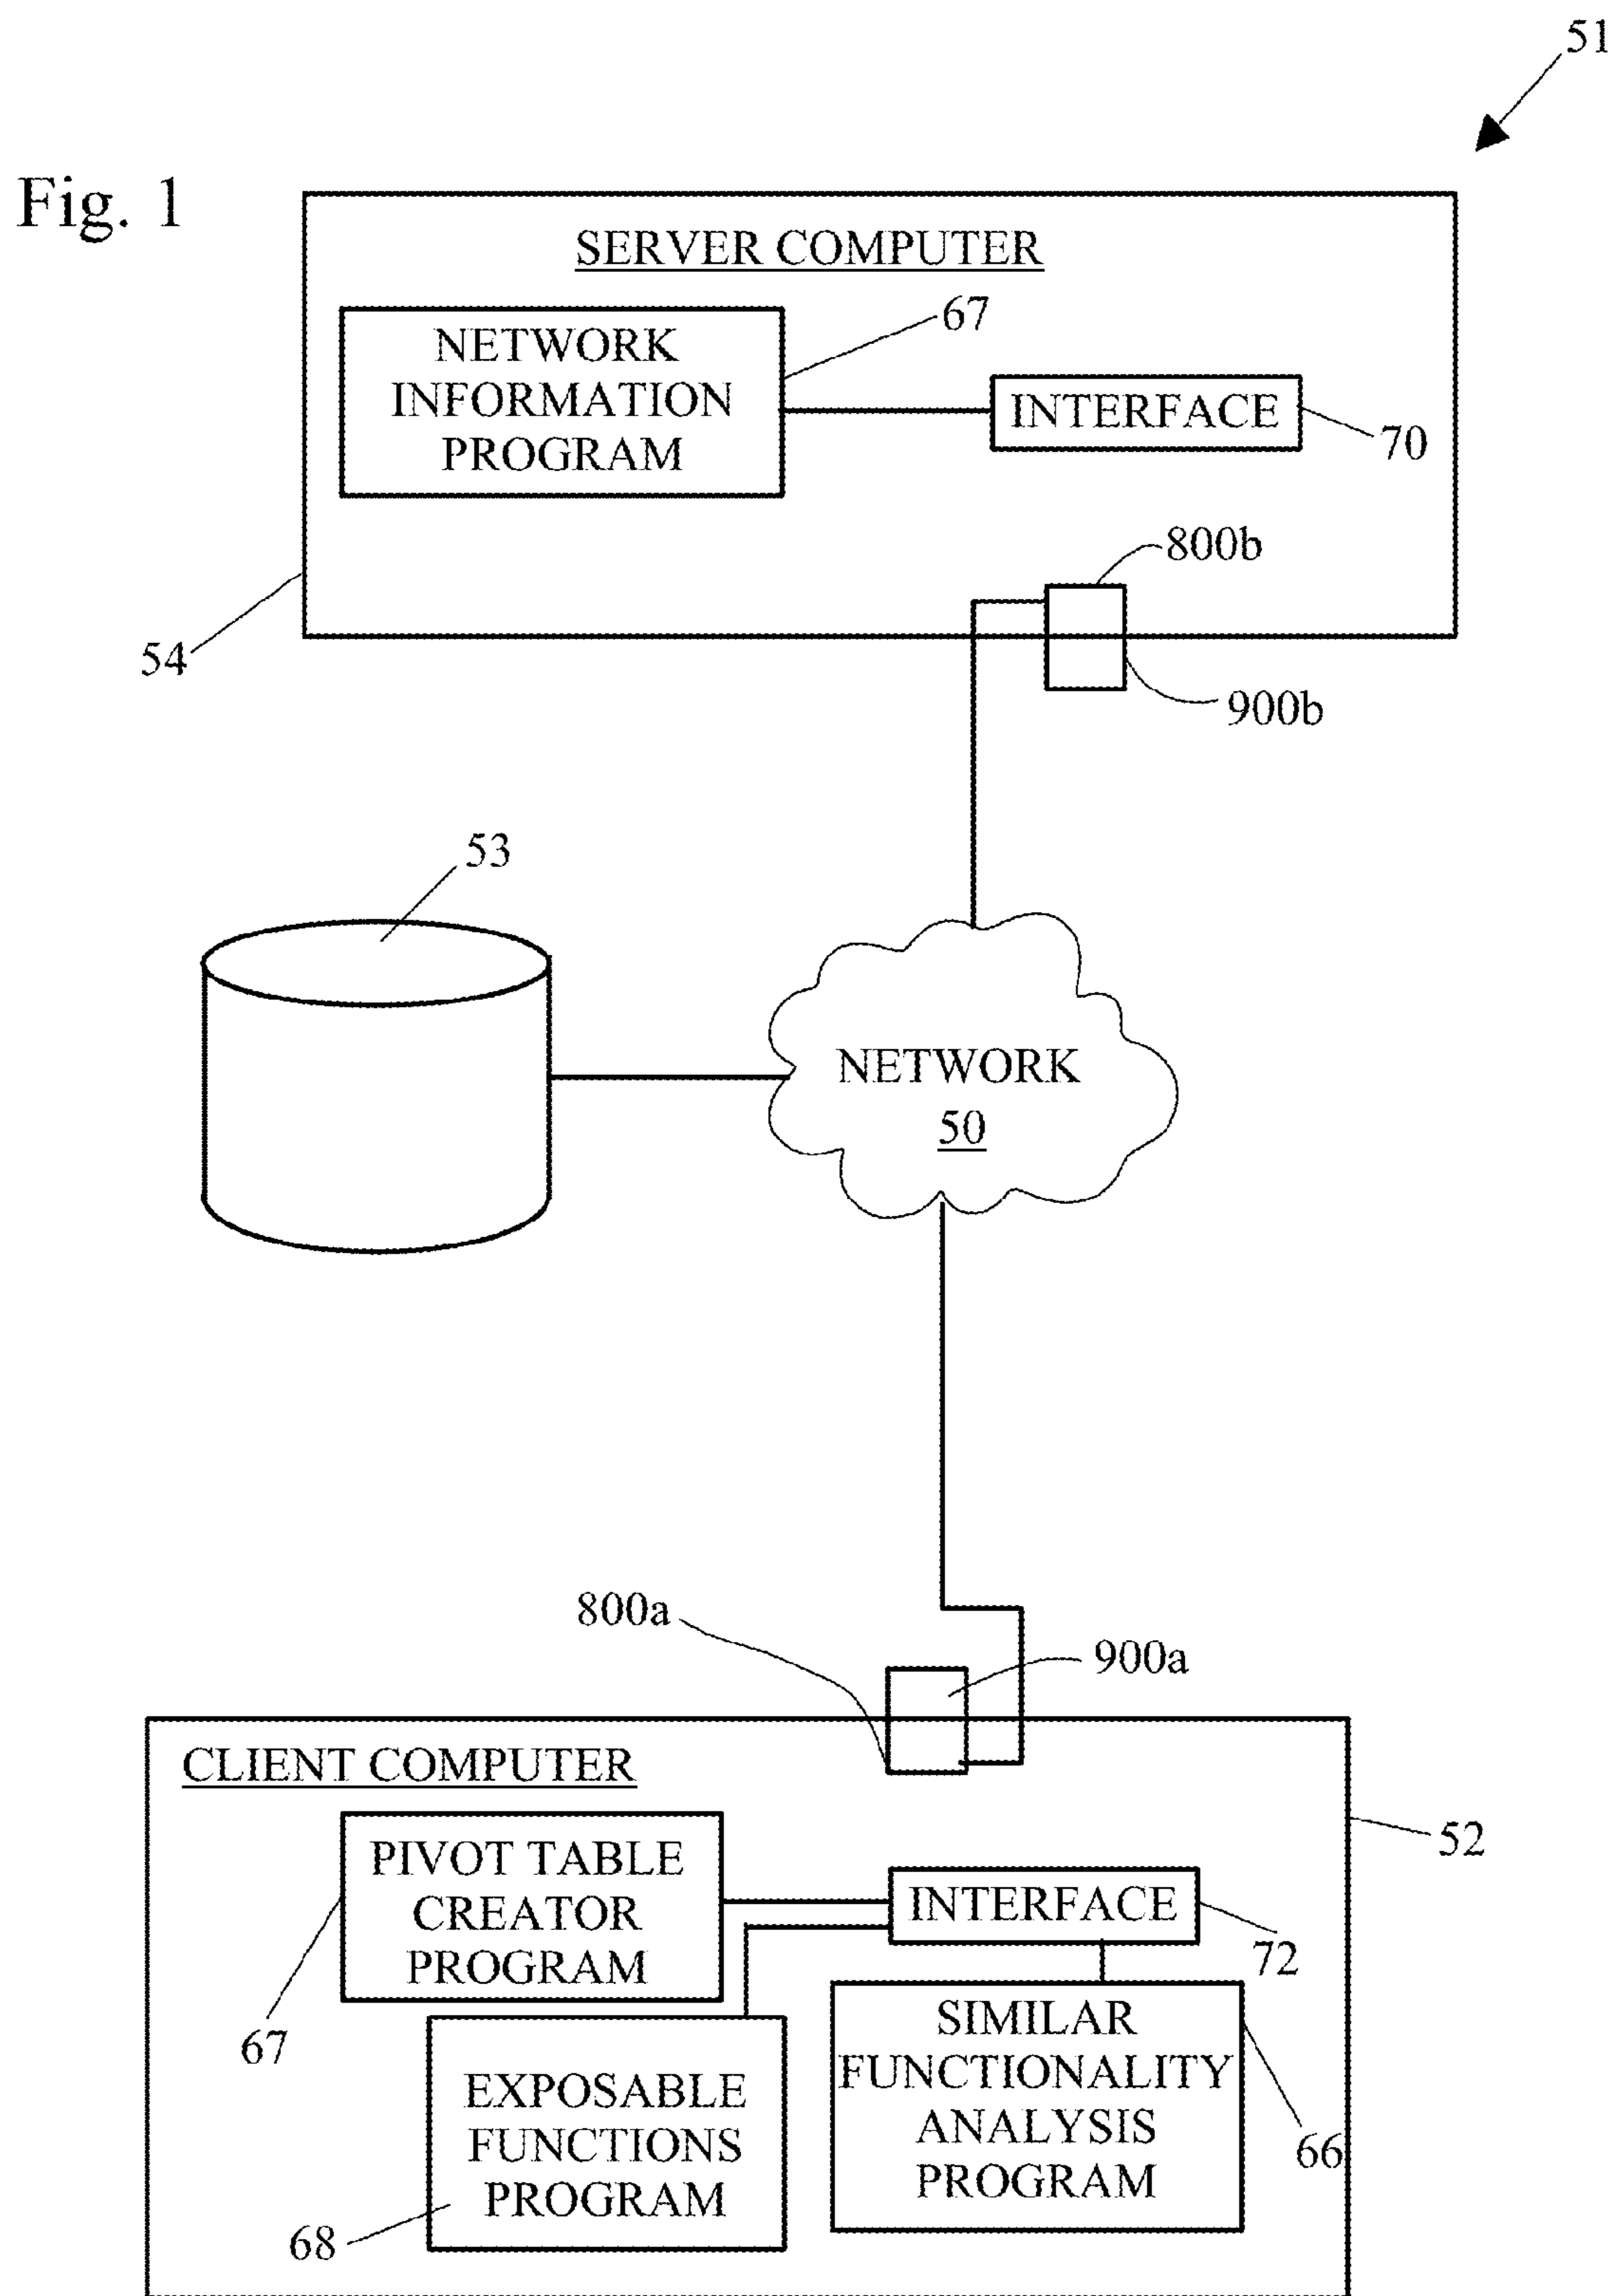 51
Fig. 1
SERVER COMPUTER
NETWORK
INFORMATION
PROGRAM
67
INTERFACE
70
800b
54
900b
53
NETWORK
50
800a
900a
CLIENT COMPUTER
52
PIVOT TABLE
CREATOR
PROGRAM
INTERFACE
72
67
SIMILAR
FUNCTIONALITY
ANALYSIS
PROGRAM
66
EXPOSABLE
FUNCTIONS
PROGRAM
68